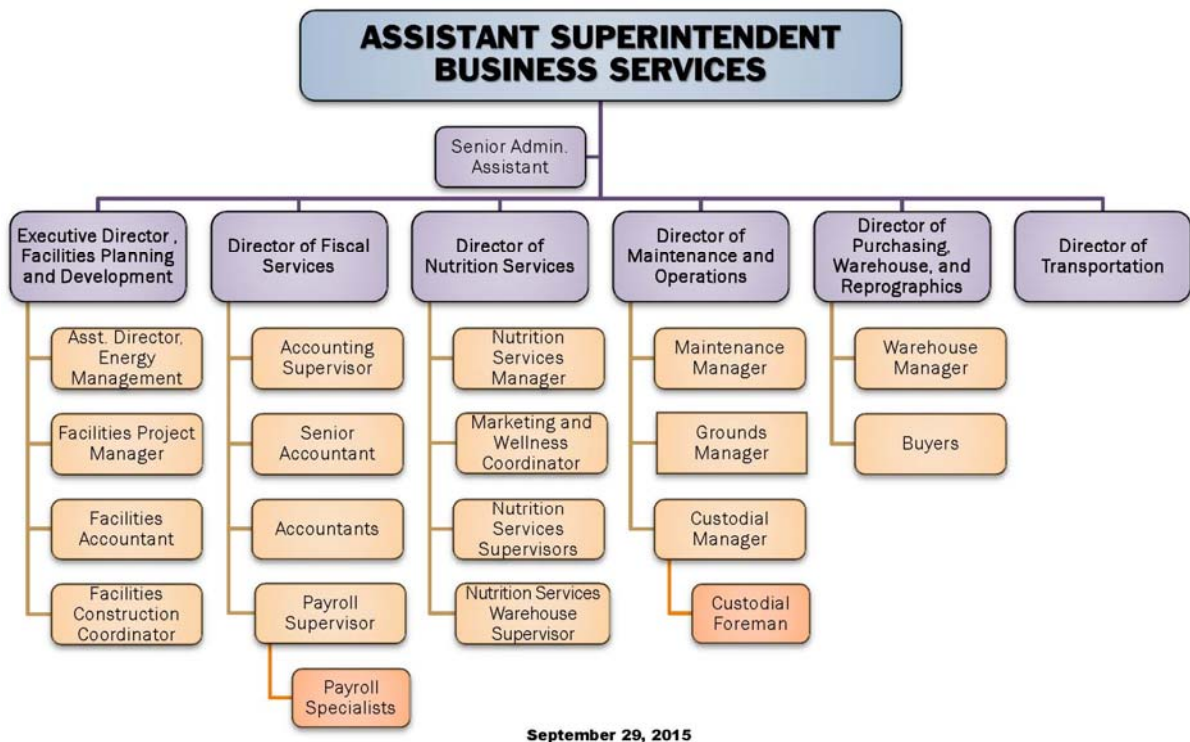 ASSISTANT SUPERINTENDENT
BUSINESS SERVICES
Senior Admin.
Assistant
Executive Director ,
Facilities Planning
and Development
Director of Fiscal
Services
Director of
Nutrition Services
Director of
Maintenance and
Operations
Director of
Purchasing,
Warehouse, and
Reprographics
Director of
Transportation
Asst. Director,
Energy
Management
Facilities Project
Manager
Facilities
Accountant
Facilities
Construction
Coordinator
Accounting
Supervisor
Senior
Accountant
Accountants
Payroll
Supervisor
Payroll
Specialists
Nutrition
Services
Manager
Marketing and
Wellness
Coordinator
Nutrition
Services
Supervisors
Nutrition Services
Warehouse
Supervisor
Maintenance
Manager
Grounds
Manager
Custodial
Manager
Custodial
Foreman
Warehouse
Manager
Buyers
September 29, 2015